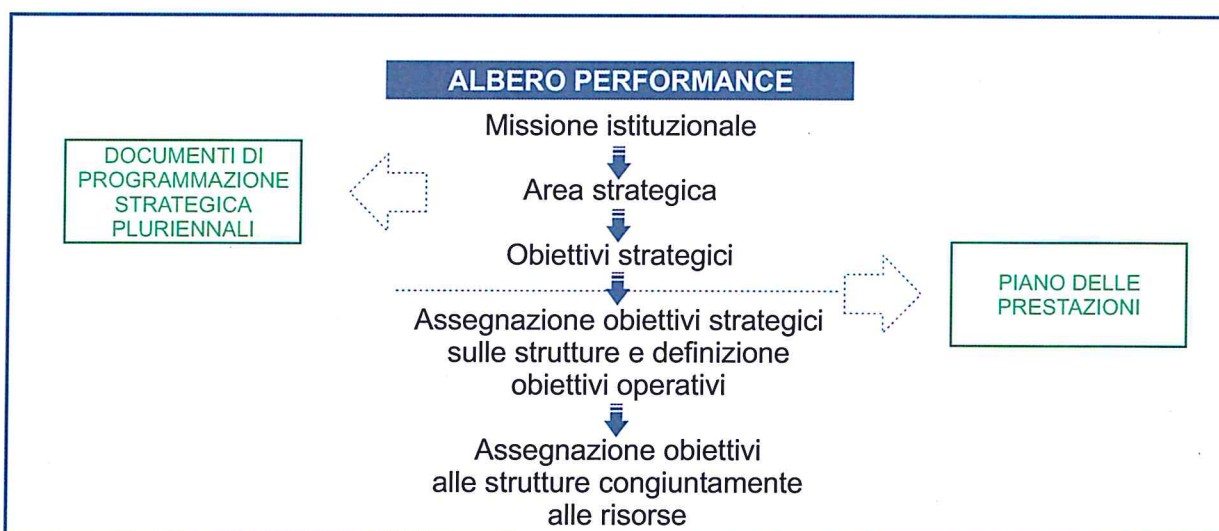 ALBERO PERFORMANCE
Missione istituzionale
DOCUMENTI DI
PROGRAMMAZIONE
STRATEGICA
PLURIENNALI
Area strategica
Obiettivi strategici
PIANO DELLE
PRESTAZIONI
Assegnazione obiettivi strategici
sulle strutture e definizione
obiettivi operativi
Assegnazione obiettivi
alle strutture congiuntamente
alle risorse